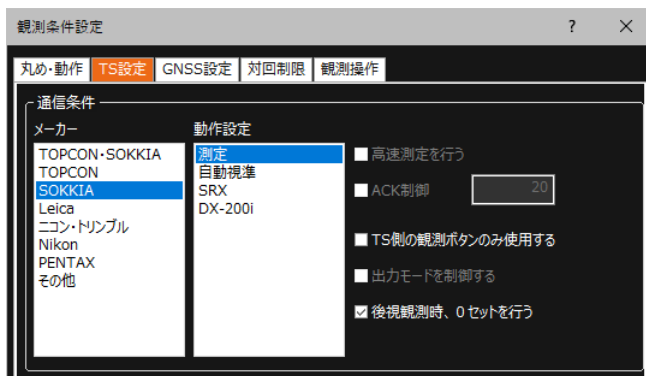 観測条件設定 ? ×
丸め・動作 TS設定 GNSS設定 対回制限 観測操作
通信条件
メーカー 動作設定
TOPCON・SOKKIA 測定 高速測定を行う
TOPCON 自動視準
SOKKIA SRX ACK制御 20
Leica DX-200i
ニコン・トリンブル
Nikon TS側の観測ボタンのみ使用する
PENTAX
その他 出力モードを制御する
後視観測時、0セットを行う